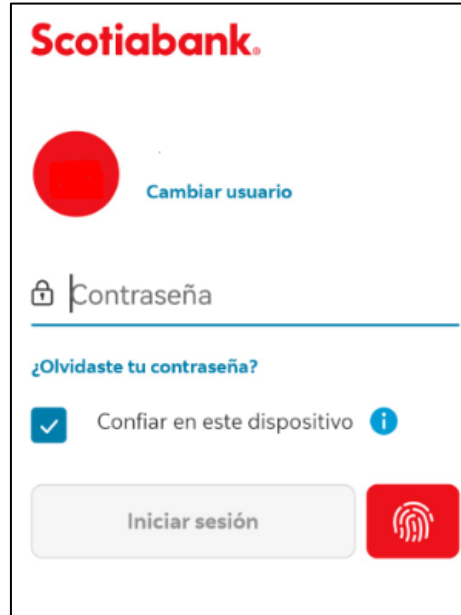 Scotiabank®
Cambiar usuario
Contraseña
¿Olvidaste tu contraseña?
Confiar en este dispositivo
Iniciar sesión